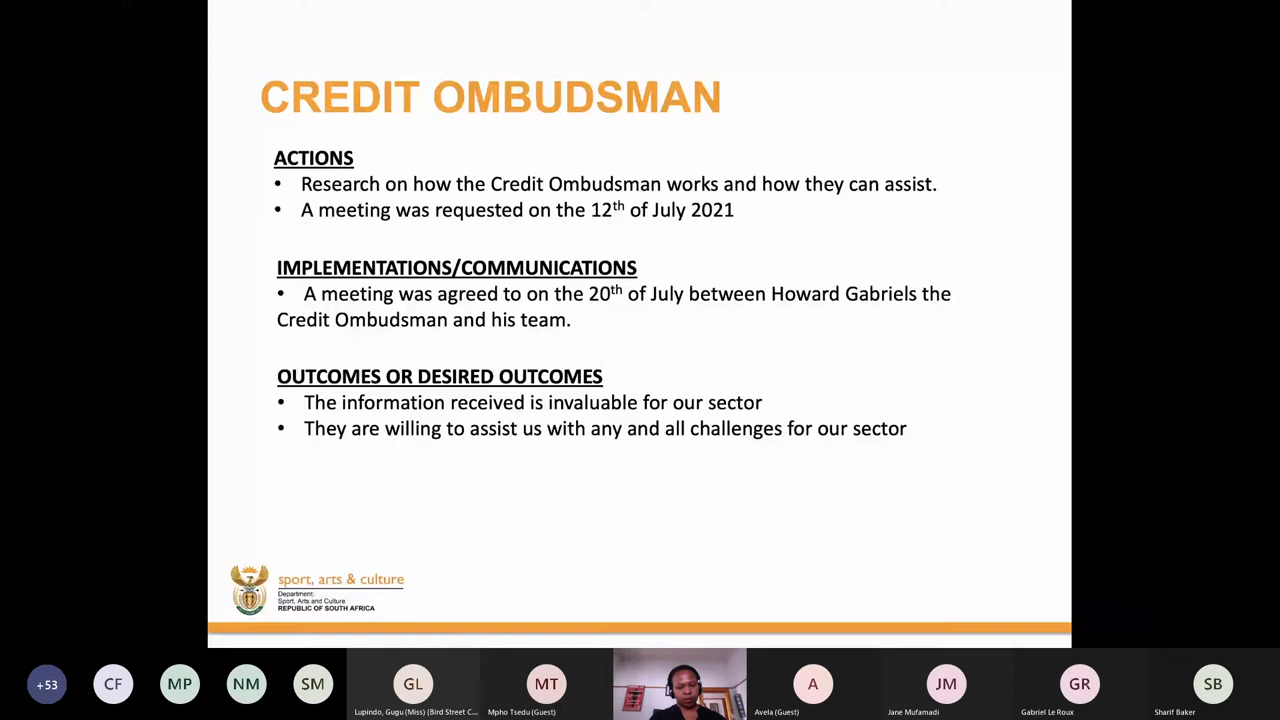 CREDIT OMBUDSMAN
ACTIONS
• Research on how the Credit Ombudsman works and how they can assist.
• A meeting was requested on the 12th of July 2021
IMPLEMENTATIONS/COMMUNICATIONS
• A meeting was agreed to on the 20th of July between Howard Gabriels the
Credit Ombudsman and his team.
OUTCOMES OR DESIRED OUTCOMES
• The information received is invaluable for our sector
• They are willing to assist us with any and all challenges for our sector
sport, arts & culture
Department:
Sport, Arts and Culture
REPUBLIC OF SOUTH AFRICA
+53
CF
MP
NM
SM
GL
Lupindo, Gugu (Miss) (Bird Street C...
MT
Mpho Tsedu (Guest)
A
Avela (Guest)
JM
Jane Mufamadi
GR
Gabriel Le Roux
SB
Sharif Baker